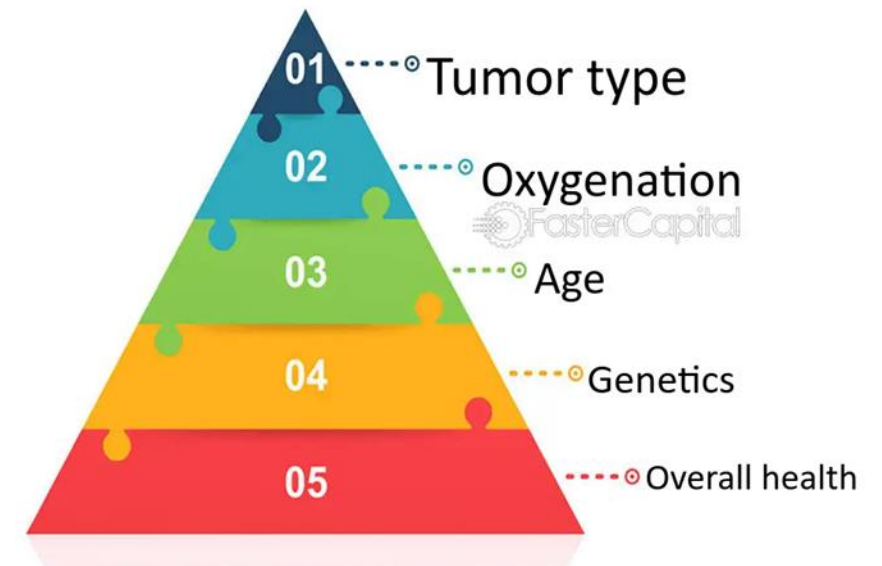 01 Tumor type
02 Oxygenation
FasterCapital
03 Age
04 Genetics
05 Overall health